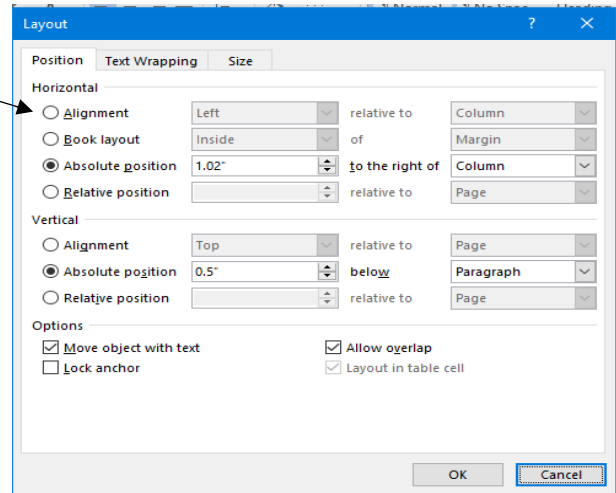 Layout ?
Position Text Wrapping Size
Horizontal
Alignment Left relative to Column
Book layout Inside of Margin
Absolute position 1.02" to the right of Column
Relative position relative to Page
Vertical
Alignment Top relative to Page
Absolute position 0.5" below Paragraph
Relative position relative to Page
Options
Move object with text Allow overlap
Lock anchor Layout in table cell
OK Cancel